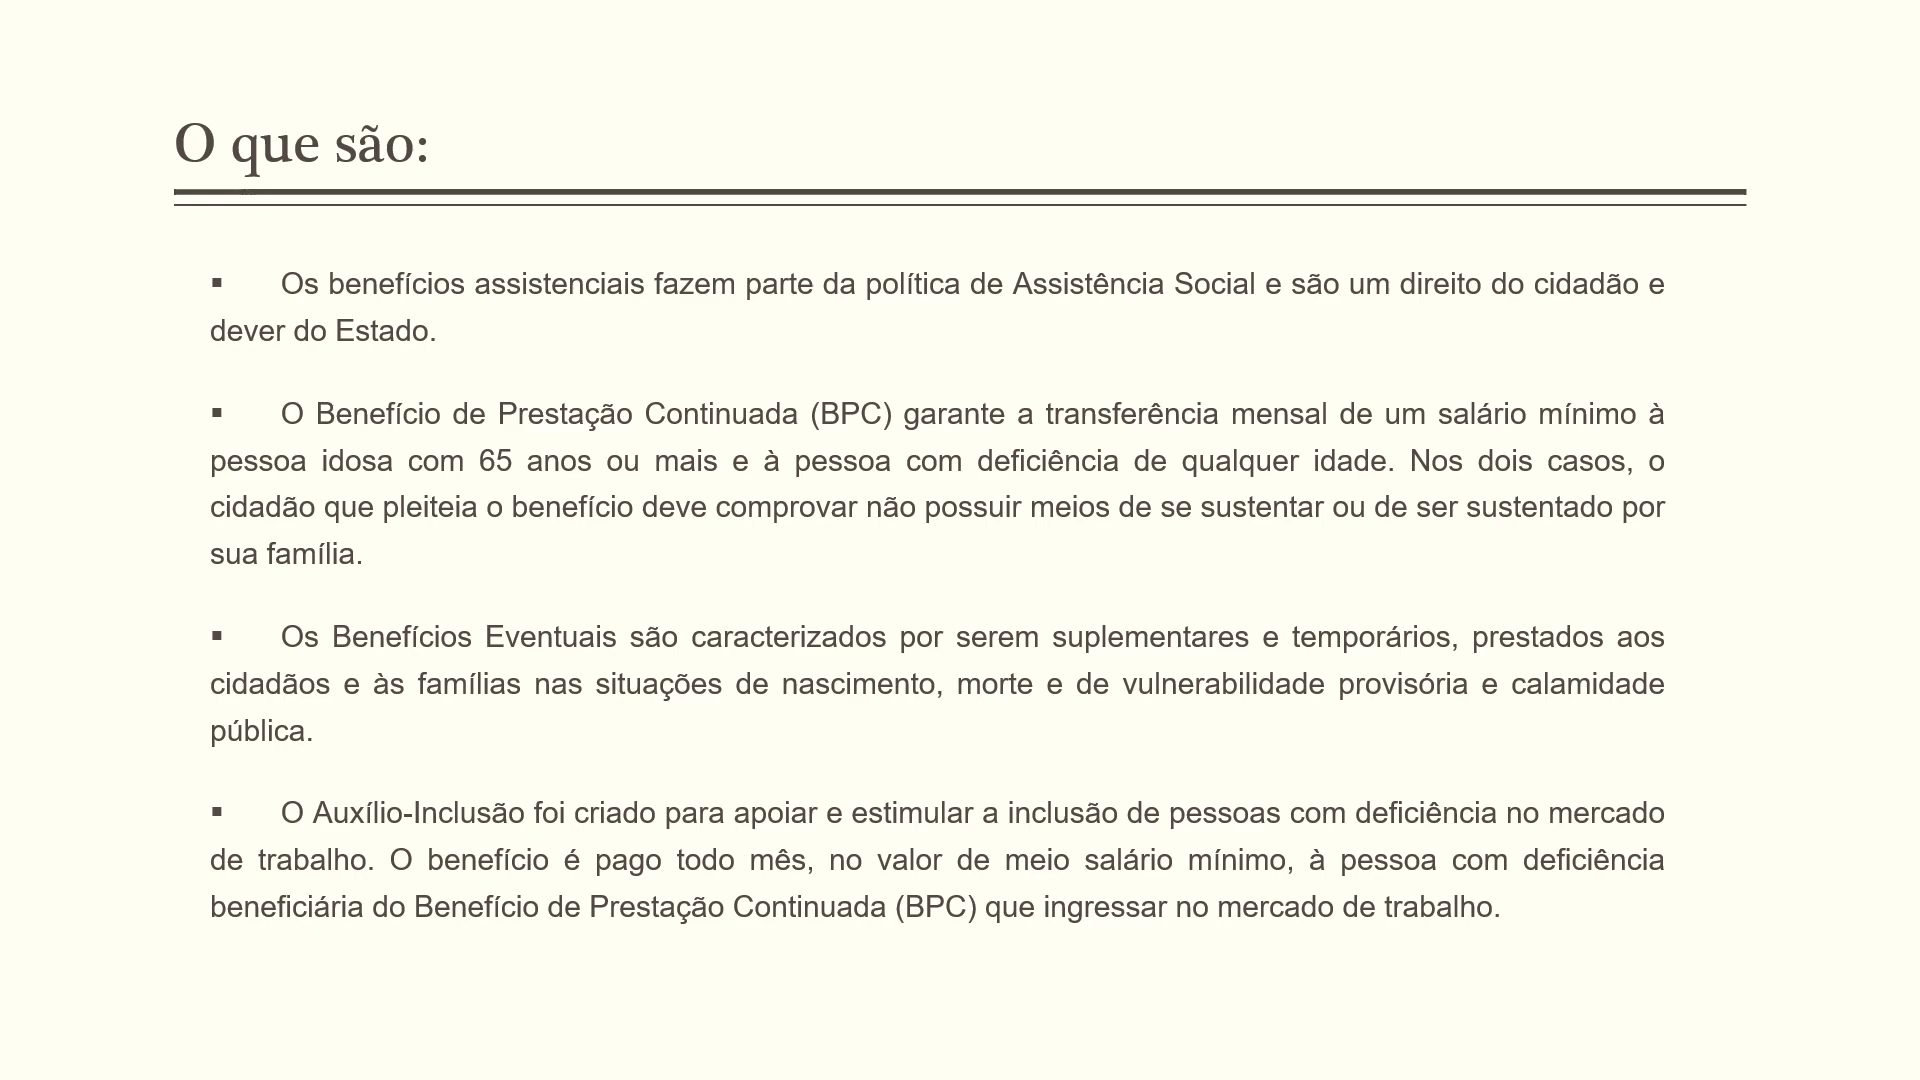 O que são:
▪ Os benefícios assistenciais fazem parte da política de Assistência Social e são um direito do cidadão e
dever do Estado.
▪ O Benefício de Prestação Continuada (BPC) garante a transferência mensal de um salário mínimo à
pessoa idosa com 65 anos ou mais e à pessoa com deficiência de qualquer idade. Nos dois casos, o
cidadão que pleiteia o benefício deve comprovar não possuir meios de se sustentar ou de ser sustentado por
sua família.
▪ Os Benefícios Eventuais são caracterizados por serem suplementares e temporários, prestados aos
cidadãos e às famílias nas situações de nascimento, morte e de vulnerabilidade provisória e calamidade
pública.
▪ O Auxílio-Inclusão foi criado para apoiar e estimular a inclusão de pessoas com deficiência no mercado
de trabalho. O benefício é pago todo mês, no valor de meio salário mínimo, à pessoa com deficiência
beneficiária do Benefício de Prestação Continuada (BPC) que ingressar no mercado de trabalho.